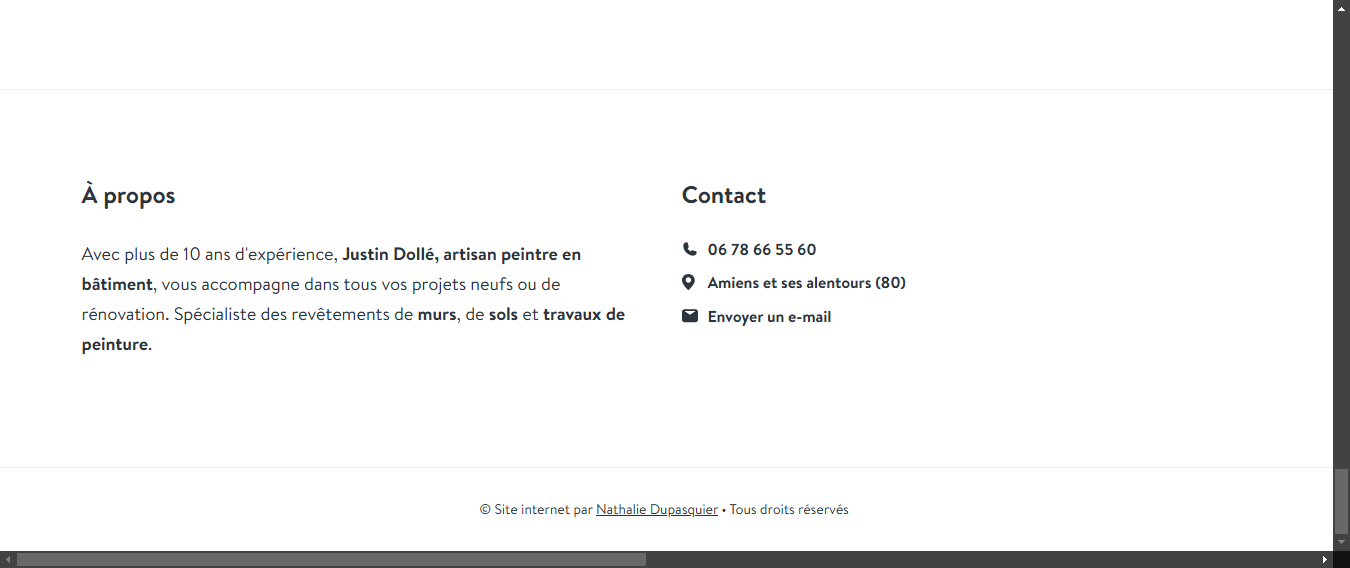 À propos
Avec plus de 10 ans d'expérience, Justin Dollé, artisan peintre en
bâtiment, vous accompagne dans tous vos projets neufs ou de
rénovation. Spécialiste des revêtements de murs, de sols et travaux de
peinture.
Contact
06 78 66 55 60
Amiens et ses alentours (80)
Envoyer un e-mail
© Site internet par Nathalie Dupasquier • Tous droits réservés